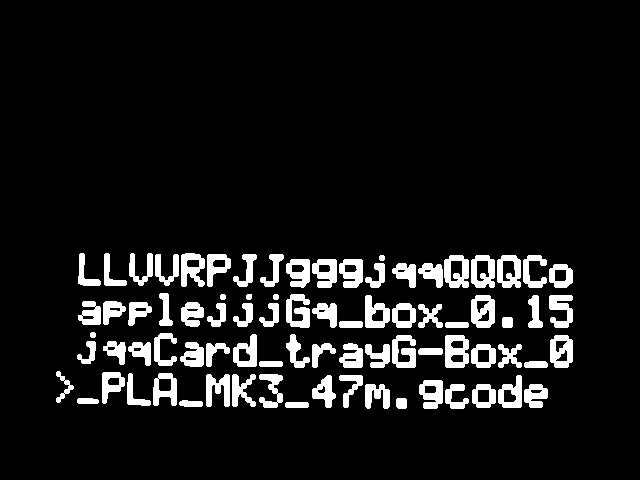 LLVVRPJJgggjqqQQQCo
applejjjGq_box_0.15
jqqCard_trayG-Box_0
>_PLA_MK3_47m.gcode